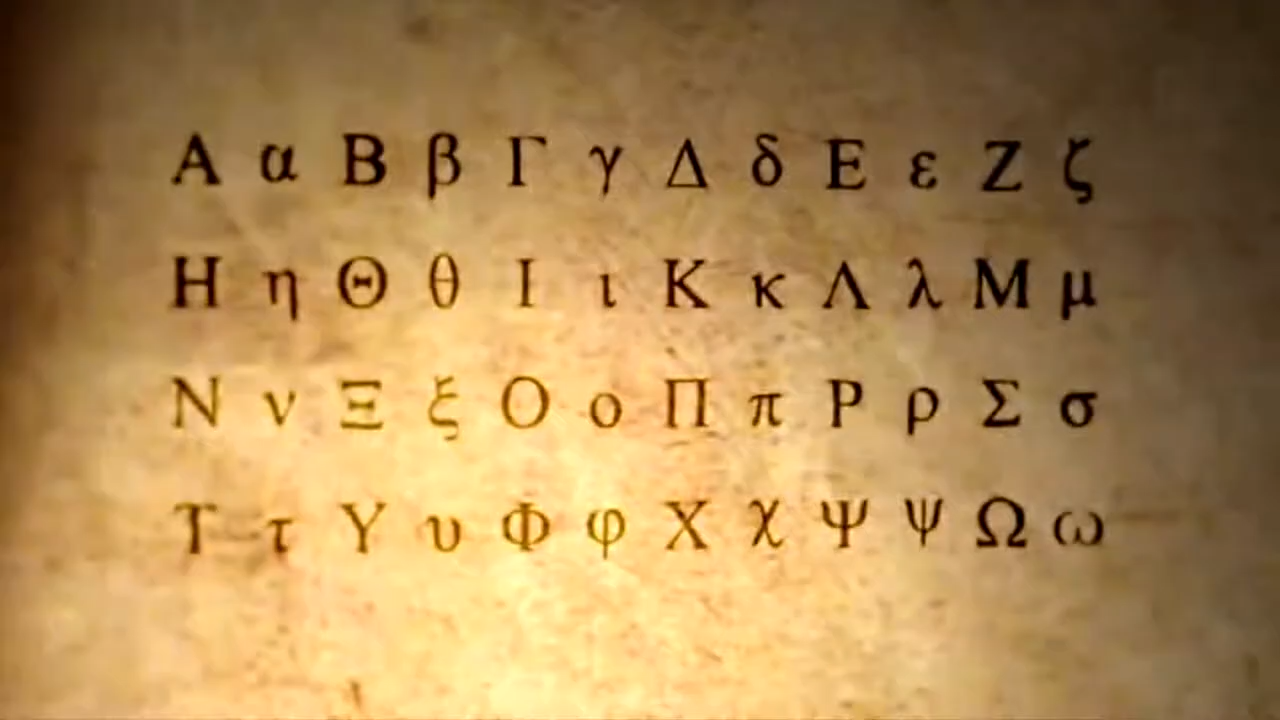 Α α Β β Γ γ Δ δ Ε ε Ζ ζ
Η η Θ θ Ι ι Κ κ Λ λ Μ μ
Ν ν Ξ ξ Ο ο Π π Ρ ρ Σ σ
Τ τ Υ υ Φ φ Χ χ Ψ ψ Ω ω